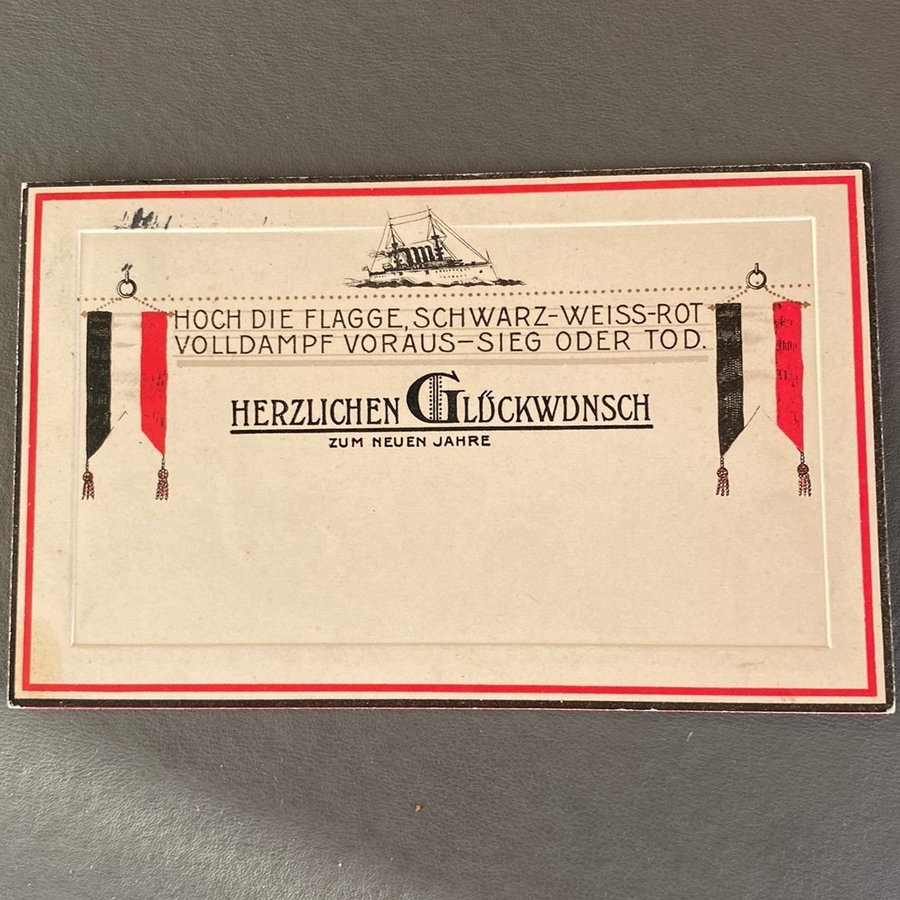 HOCH DIE FLAGGE, SCHWARZ-WEISS-ROT
VOLLDAMPF VORAUS-SIEG ODER TOD.
HERZLICHEN GLÜCKWUNSCH
ZUM NEUEN JAHRE